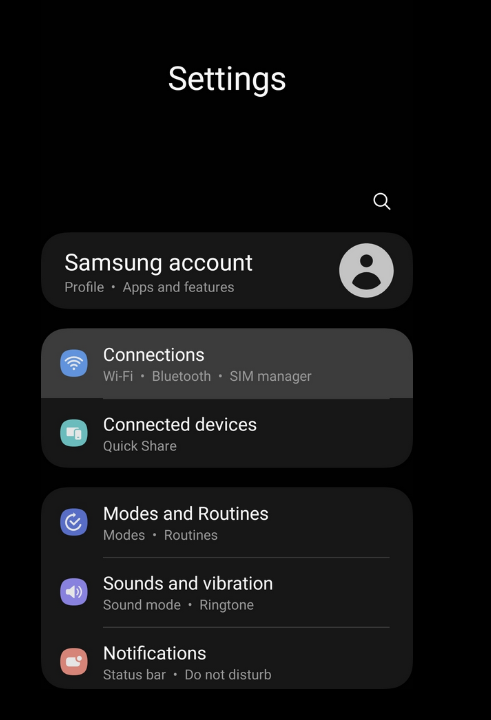 Settings
Samsung account
Profile • Apps and features
Connections
Wi-Fi • Bluetooth • SIM manager
Connected devices
Quick Share
Modes and Routines
Modes • Routines
Sounds and vibration
Sound mode • Ringtone
Notifications
Status bar • Do not disturb